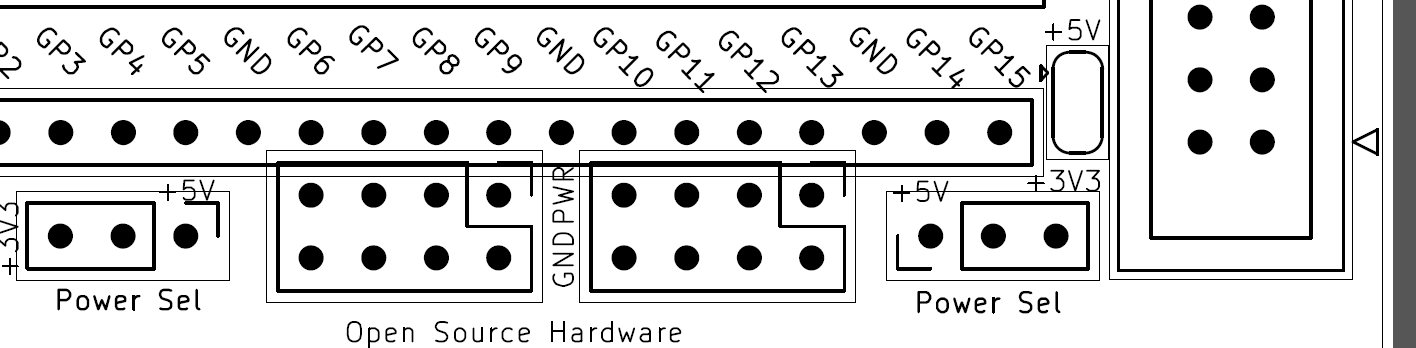 GP3 GP4 GP5 GND GP6 GP7 GP8 GP9 GND GP10 GP11 GP12 GP13 GND GP14 GP15
+5V
+3V3
+5V
GND PWR
+5V
+3V3
Power Sel
Power Sel
Open Source Hardware